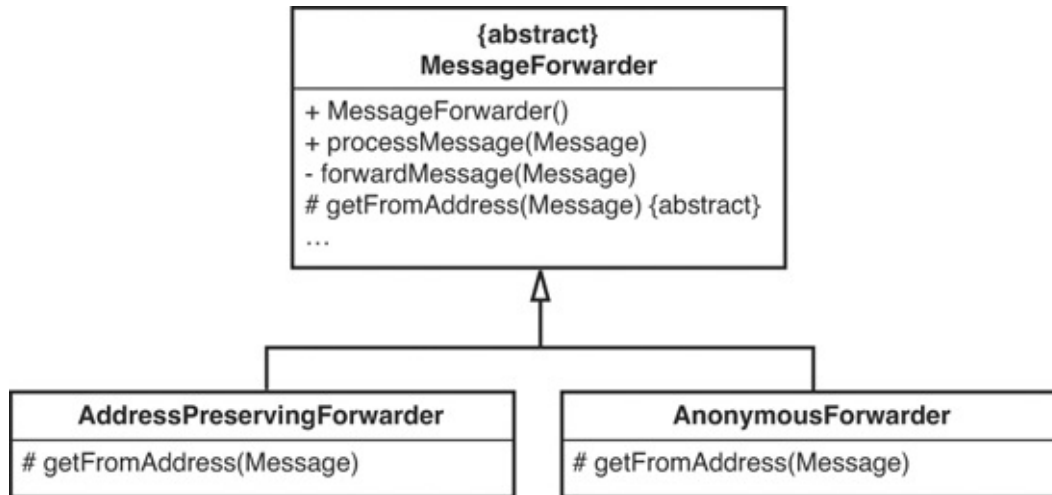 {abstract}
MessageForwarder
+ MessageForwarder()
+ processMessage(Message)
- forwardMessage(Message)
# getFromAddress(Message) {abstract}
...
AddressPreservingForwarder
# getFromAddress(Message)
AnonymousForwarder
# getFromAddress(Message)